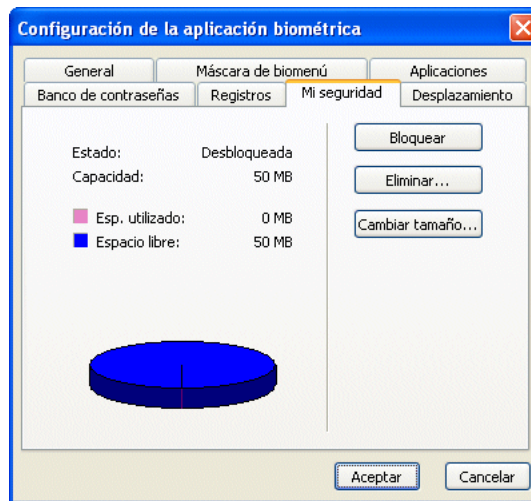 Configuración de la aplicación biométrica
General Máscara de biomenú Aplicaciones
Banco de contraseñas Registros Mi seguridad Desplazamiento
Estado: Desbloqueada
Capacidad: 50 MB
Esp. utilizado: 0 MB
Espacio libre: 50 MB
Bloquear
Eliminar...
Cambiar tamaño...
Aceptar Cancelar